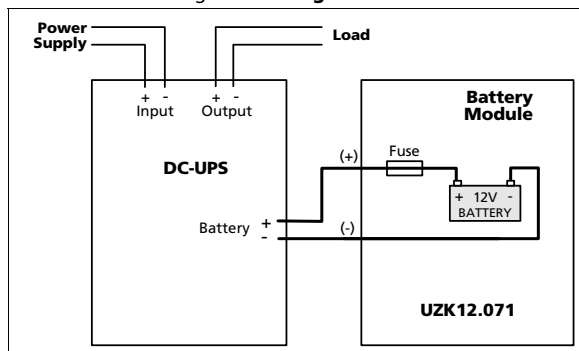 Power
Supply
Load
+ - + -
Input Output
Battery
Module
DC-UPS
(+) Fuse
+ 12V -
BATTERY
Battery +
-
(-)
UZK12.071